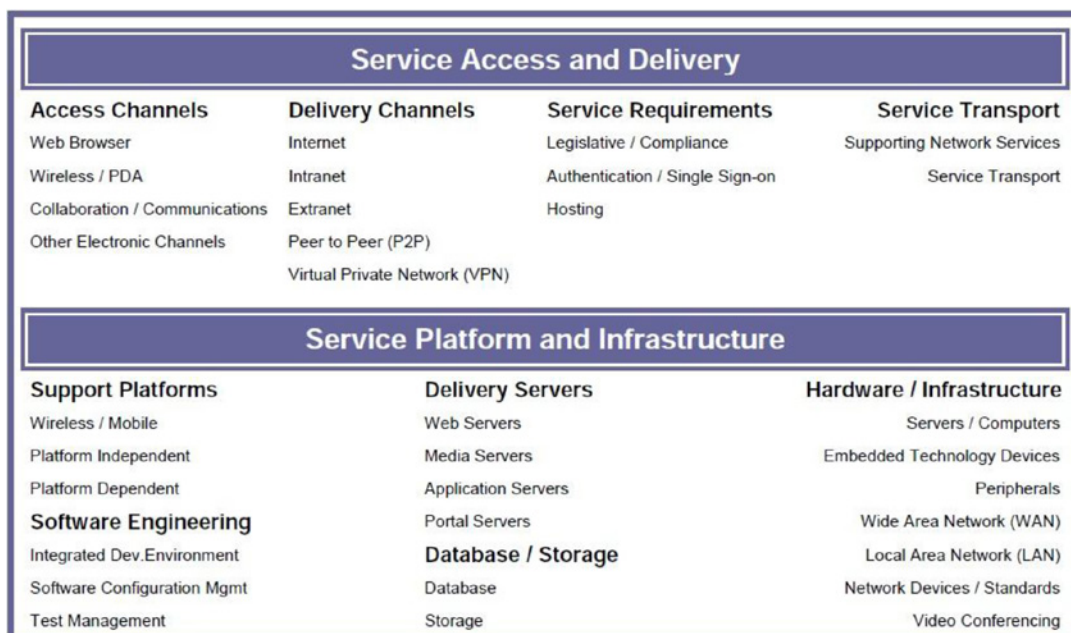 Service Access and Delivery
Access Channels
Web Browser
Wireless / PDA
Collaboration / Communications
Other Electronic Channels
Delivery Channels
Internet
Intranet
Extranet
Peer to Peer (P2P)
Virtual Private Network (VPN)
Service Requirements
Legislative / Compliance
Authentication / Single Sign-on
Hosting
Service Transport
Supporting Network Services
Service Transport
Service Platform and Infrastructure
Support Platforms
Wireless / Mobile
Platform Independent
Platform Dependent
Software Engineering
Integrated Dev.Environment
Software Configuration Mgmt
Test Management
Delivery Servers
Web Servers
Media Servers
Application Servers
Portal Servers
Database / Storage
Database
Storage
Hardware / Infrastructure
Servers / Computers
Embedded Technology Devices
Peripherals
Wide Area Network (WAN)
Local Area Network (LAN)
Network Devices / Standards
Video Conferencing